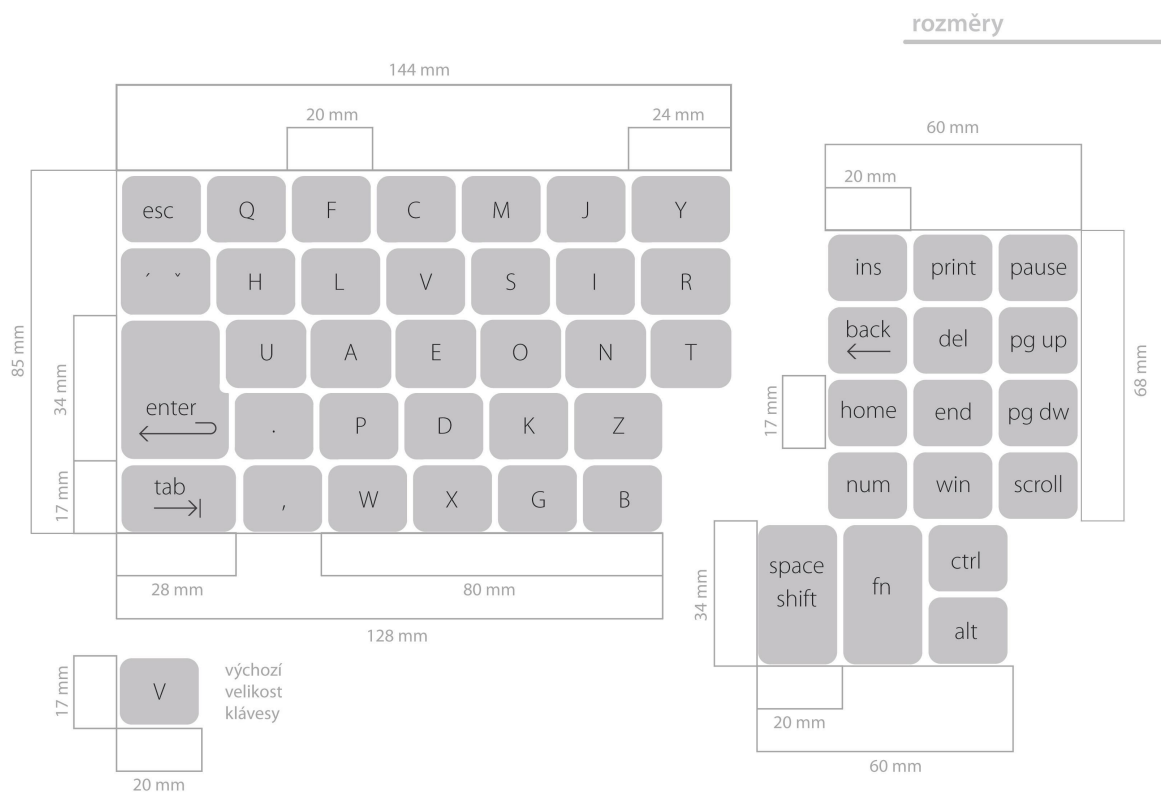 rozměry
144 mm
20 mm
24 mm
85 mm
34 mm
17 mm
esc Q F C M J Y
´ ˇ H L V S I R
U A E O N T
enter . P D K Z
tab , W X G B
28 mm
80 mm
128 mm
17 mm
V
výchozí
velikost
klávesy
20 mm
60 mm
20 mm
68 mm
17 mm
ins print pause
back del pg up
home end pg dw
num win scroll
34 mm
space
shift
fn
ctrl
alt
20 mm
60 mm